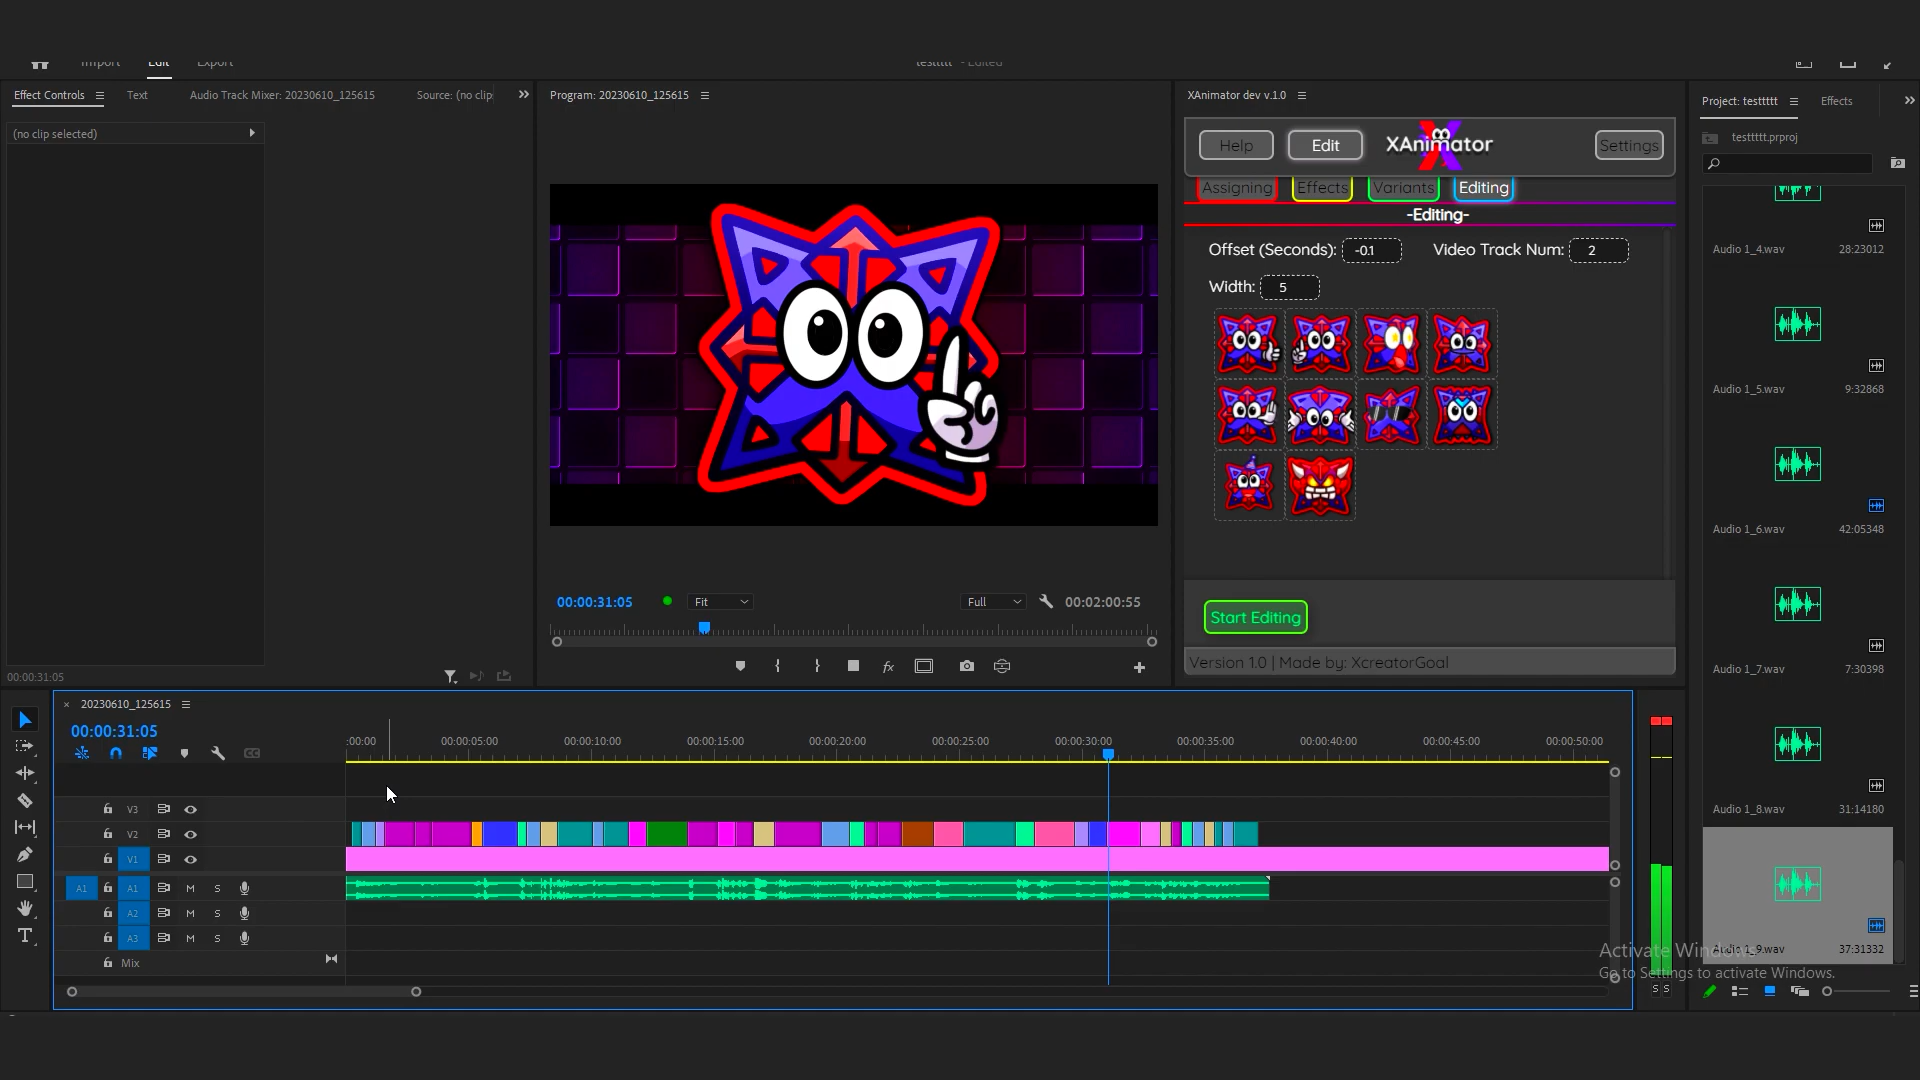 Import Edit Export
testtttt - Edited
Effect Controls Text Audio Track Mixer: 20230610_125615 Source: (no clip
(no clip selected)
00:00:31:05
Program: 20230610_125615
00:00:31:05 Fit Full 00:02:00:55
fx
XAnimator dev v.1.0
Help Edit XAnimator Settings
Assigning Effects Variants Editing
-Editing-
Offset (Seconds): -0.1 Video Track Num: 2
Width: 5
Start Editing
Version 1.0 | Made by: XcreatorGoal
Project: testtttt Effects
testtttt.prproj
Audio 1_4.wav 28:23012
Audio 1_5.wav 9:32868
Audio 1_6.wav 42:05348
Audio 1_7.wav 7:30398
Audio 1_8.wav 31:14180
Audio 1_9.wav 37:31332
× 20230610_125615
00:00:31:05
:00:00 00:00:05:00 00:00:10:00 00:00:15:00 00:00:20:00 00:00:25:00 00:00:30:00 00:00:35:00 00:00:40:00 00:00:45:00 00:00:50:00
CC
V3
V2
V1
A1 A1 M S
A2 M S
A3 M S
Mix
T
S S
Activate Windows
Go to Settings to activate Windows.